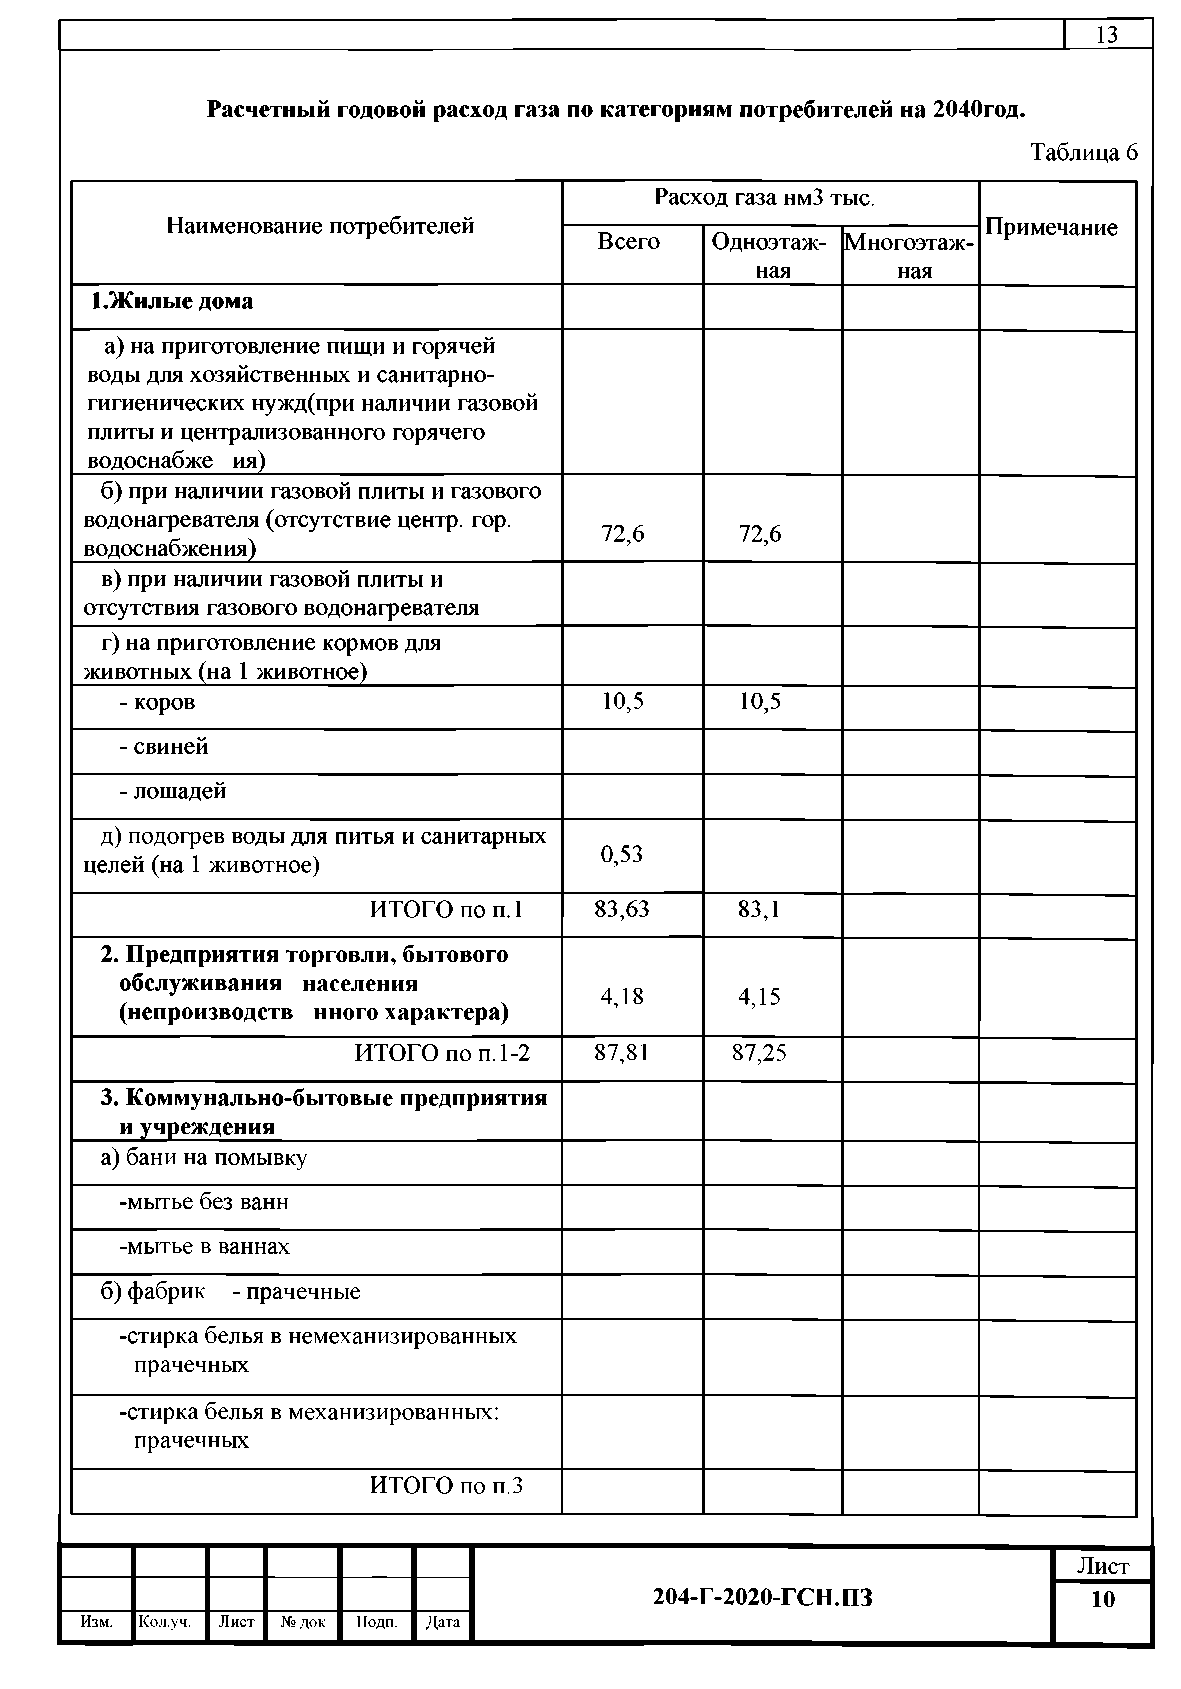 13
Расчетный годовой расход газа по категориям потребителей на 2040год.
Таблица 6
Наименование потребителей
Расход газа нм3 тыс.
Примечание
Всего
Одноэтаж-
ная
Многоэтаж-
ная
1.Жилые дома
а) на приготовление пищи и горячей
воды для хозяйственных и санитарно-
гигиенических нужд(при наличии газовой
плиты и централизованного горячего
водоснабже ия)
б) при наличии газовой плиты и газового
водонагревателя (отсутствие центр. гор.
водоснабжения)
72,6 72,6
в) при наличии газовой плиты и
отсутствия газового водонагревателя
г) на приготовление кормов для
животных (на 1 животное)
- коров 10,5 10,5
- свиней
- лошадей
д) подогрев воды для питья и санитарных
целей (на 1 животное)
0,53
ИТОГО по п.1 83,63 83,1
2. Предприятия торговли, бытового
обслуживания населения
(непроизводств нного характера)
4,18 4,15
ИТОГО по п.1-2 87,81 87,25
3. Коммунально-бытовые предприятия
и учреждения
а) бани на помывку
-мытье без ванн
-мытье в ваннах
б) фабрик - прачечные
-стирка белья в немеханизированных
прачечных
-стирка белья в механизированных:
прачечных
ИТОГО по п.3
204-Г-2020-ГСН.ПЗ
Лист
10
Изм. Кол.уч. Лист № док Подп. Дата